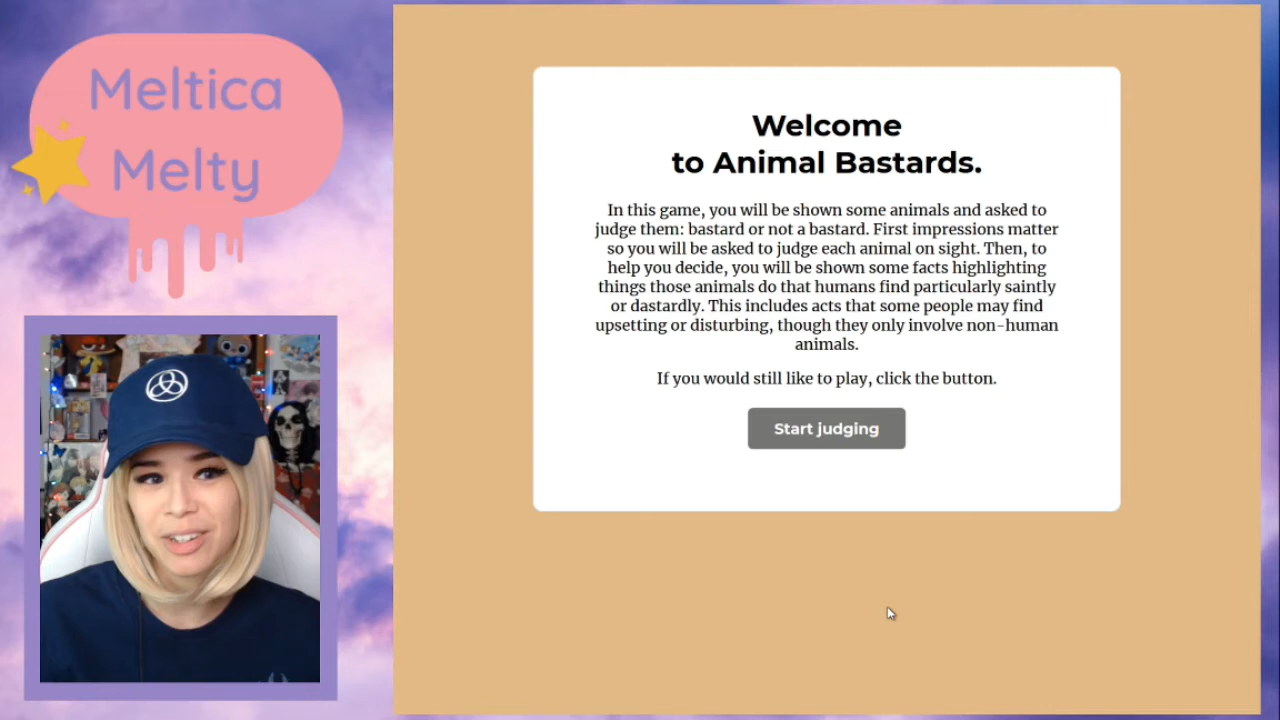 Meltica
Melty
Welcome
to Animal Bastards.
In this game, you will be shown some animals and asked to
judge them: bastard or not a bastard. First impressions matter
so you will be asked to judge each animal on sight. Then, to
help you decide, you will be shown some facts highlighting
things those animals do that humans find particularly saintly
or dastardly. This includes acts that some people may find
upsetting or disturbing, though they only involve non-human
animals.
If you would still like to play, click the button.
Start judging